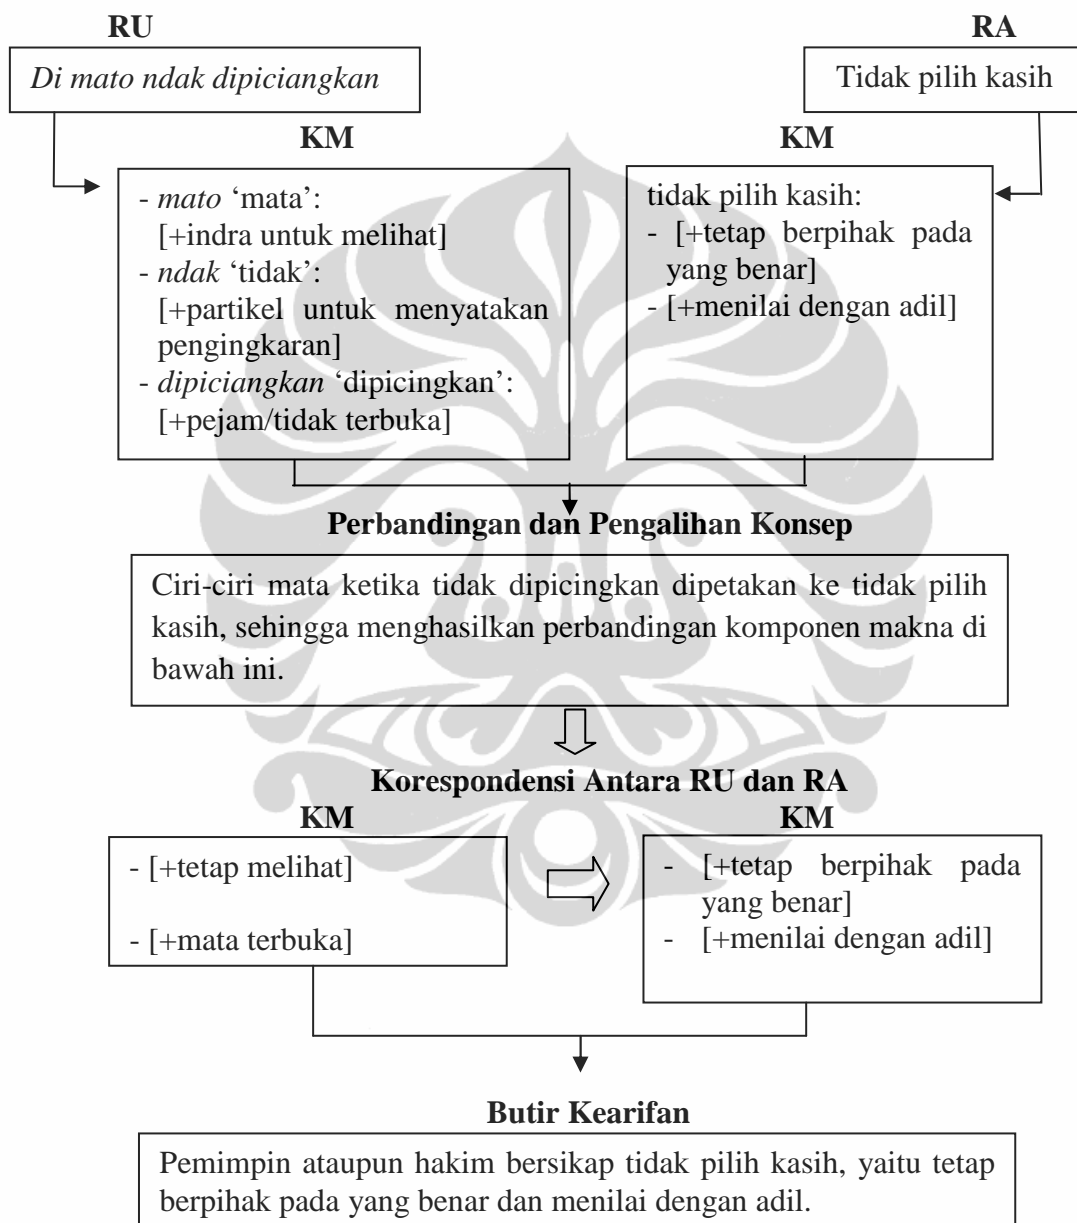 RU
RA
Di mato ndak dipiciangkan
Tidak pilih kasih
KM
KM
- mato ‘mata’:
[+indra untuk melihat]
- ndak ‘tidak’:
[+partikel untuk menyatakan
pengingkaran]
- dipiciangkan ‘dipicingkan’:
[+pejam/tidak terbuka]
tidak pilih kasih:
- [+tetap berpihak pada
yang benar]
- [+menilai dengan adil]
Perbandingan dan Pengalihan Konsep
Ciri-ciri mata ketika tidak dipicingkan dipetakan ke tidak pilih
kasih, sehingga menghasilkan perbandingan komponen makna di
bawah ini.
Korespondensi Antara RU dan RA
KM
KM
- [+tetap melihat]
- [+mata terbuka]
- [+tetap berpihak pada
yang benar]
- [+menilai dengan adil]
Butir Kearifan
Pemimpin ataupun hakim bersikap tidak pilih kasih, yaitu tetap
berpihak pada yang benar dan menilai dengan adil.